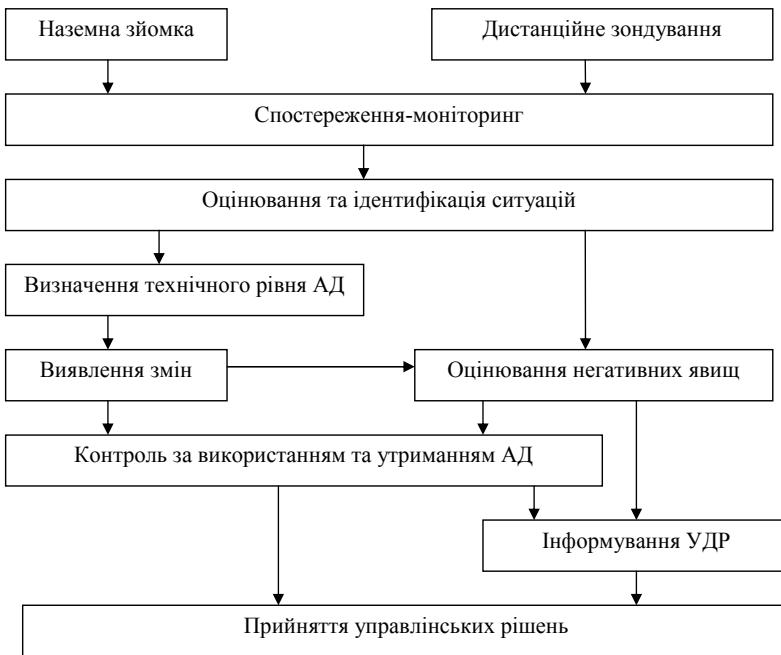 Наземна зйомка
Дистанційне зондування
Спостереження-моніторинг
Оцінювання та ідентифікація ситуацій
Визначення технічного рівня АД
Виявлення змін
Оцінювання негативних явищ
Контроль за використанням та утриманням АД
Інформування УДР
Прийняття управлінських рішень